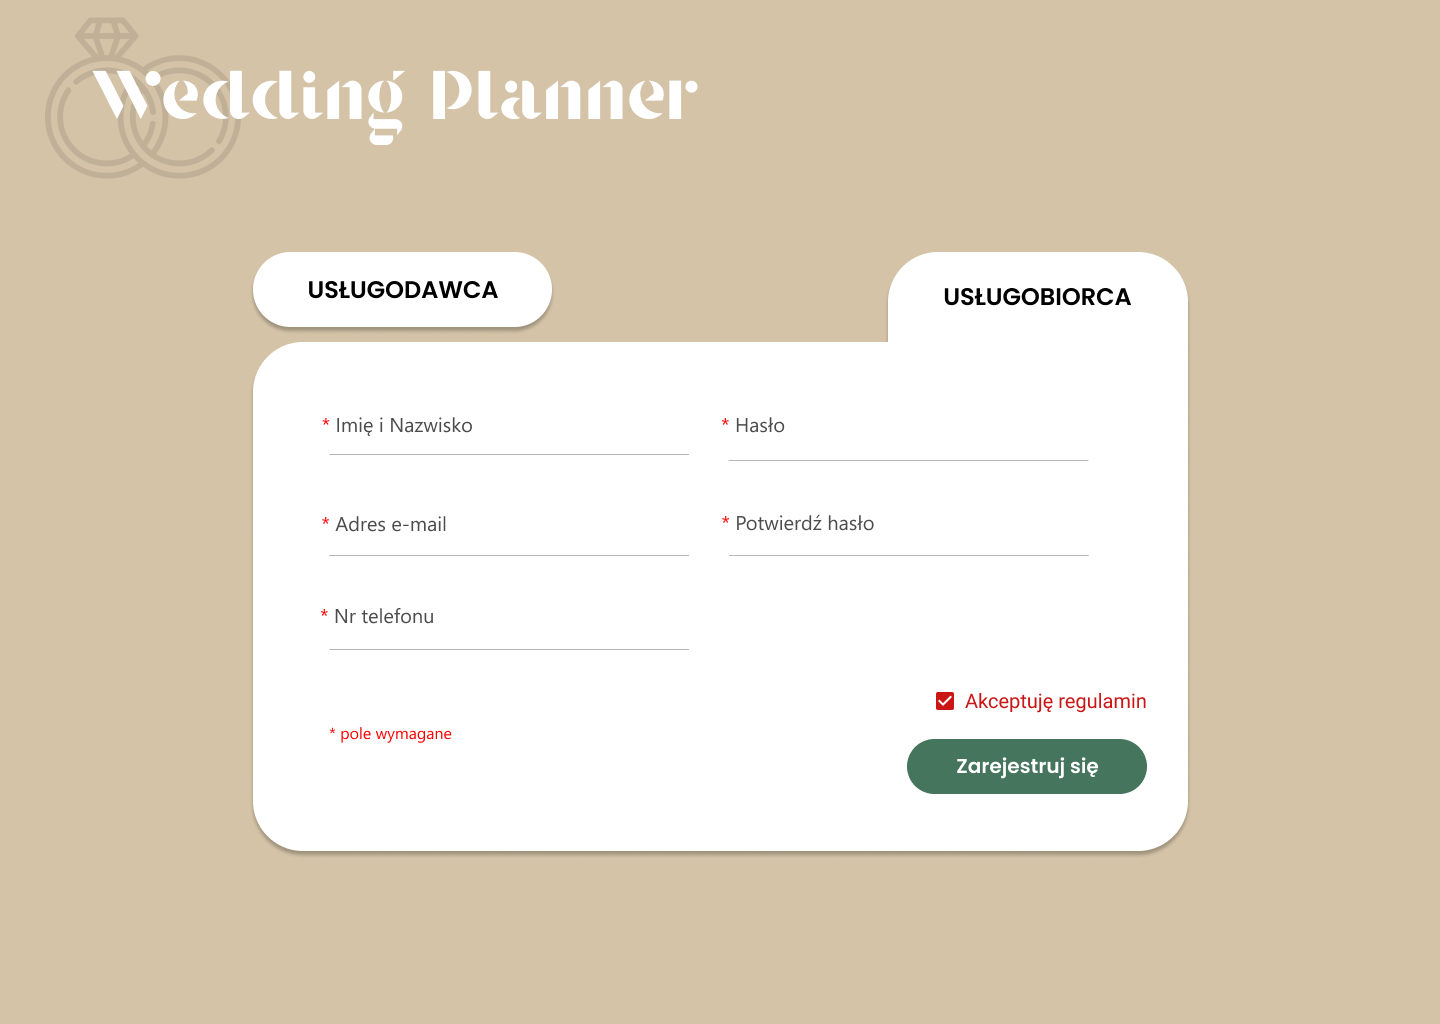 Wedding Planner
USŁUGODAWCA
USŁUGOBIORCA
* Imię i Nazwisko
* Hasło
* Adres e-mail
* Potwierdź hasło
* Nr telefonu
Akceptuję regulamin
* pole wymagane
Zarejestruj się